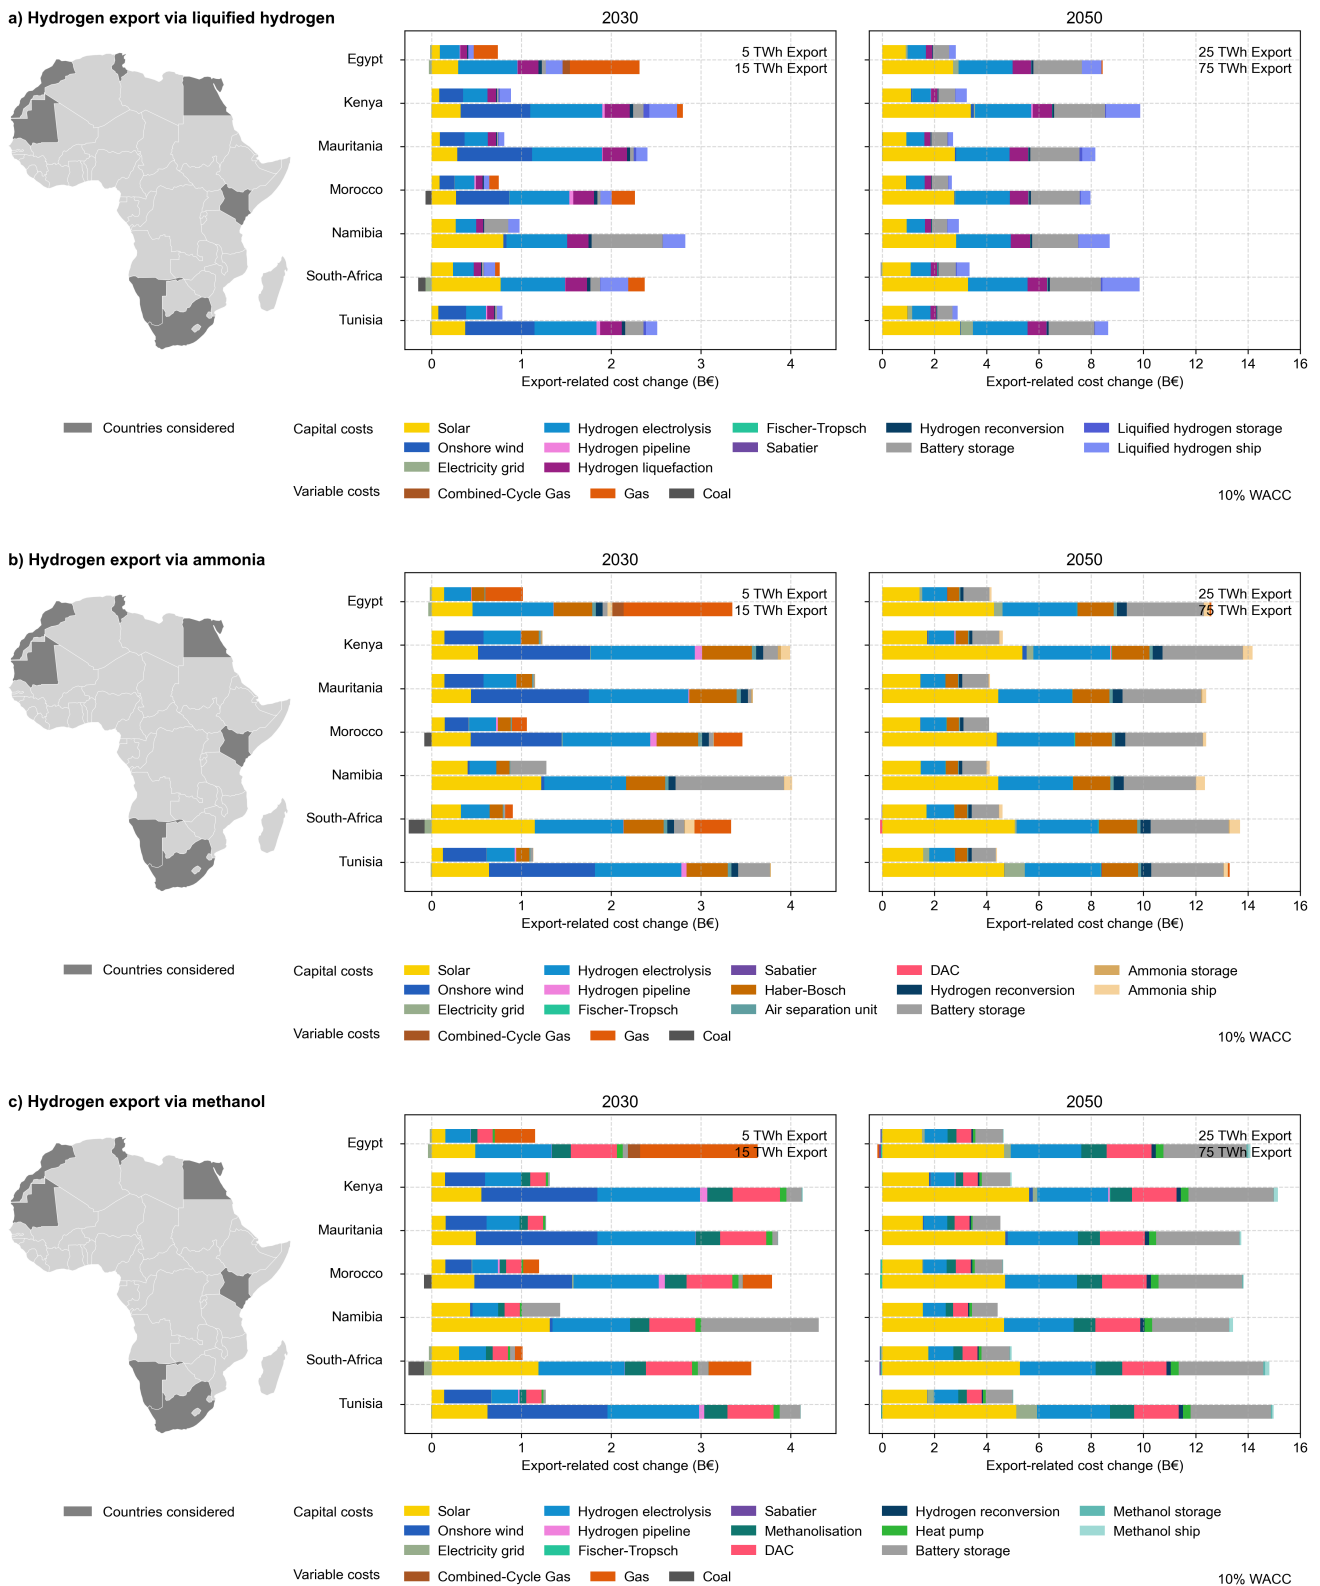 a) Hydrogen export via liquified hydrogen
2030
2050
Egypt
Kenya
Mauritania
Morocco
Namibia
South-Africa
Tunisia
5 TWh Export
15 TWh Export
25 TWh Export
75 TWh Export
0 1 2 3 4
0 2 4 6 8 10 12 14 16
Export-related cost change (B€)
Export-related cost change (B€)
Countries considered
Capital costs
Solar
Onshore wind
Electricity grid
Hydrogen electrolysis
Hydrogen pipeline
Hydrogen liquefaction
Fischer-Tropsch
Sabatier
Hydrogen reconversion
Battery storage
Liquified hydrogen storage
Liquified hydrogen ship
Variable costs
Combined-Cycle Gas
Gas
Coal
10% WACC
b) Hydrogen export via ammonia
2030
2050
Egypt
Kenya
Mauritania
Morocco
Namibia
South-Africa
Tunisia
5 TWh Export
15 TWh Export
25 TWh Export
75 TWh Export
0 1 2 3 4
0 2 4 6 8 10 12 14 16
Export-related cost change (B€)
Export-related cost change (B€)
Countries considered
Capital costs
Solar
Onshore wind
Electricity grid
Hydrogen electrolysis
Hydrogen pipeline
Fischer-Tropsch
Sabatier
Haber-Bosch
Air separation unit
DAC
Hydrogen reconversion
Battery storage
Ammonia storage
Ammonia ship
Variable costs
Combined-Cycle Gas
Gas
Coal
10% WACC
c) Hydrogen export via methanol
2030
2050
Egypt
Kenya
Mauritania
Morocco
Namibia
South-Africa
Tunisia
5 TWh Export
15 TWh Export
25 TWh Export
75 TWh Export
0 1 2 3 4
0 2 4 6 8 10 12 14 16
Export-related cost change (B€)
Export-related cost change (B€)
Countries considered
Capital costs
Solar
Onshore wind
Electricity grid
Hydrogen electrolysis
Hydrogen pipeline
Fischer-Tropsch
Sabatier
Methanolisation
DAC
Hydrogen reconversion
Heat pump
Battery storage
Methanol storage
Methanol ship
Variable costs
Combined-Cycle Gas
Gas
Coal
10% WACC